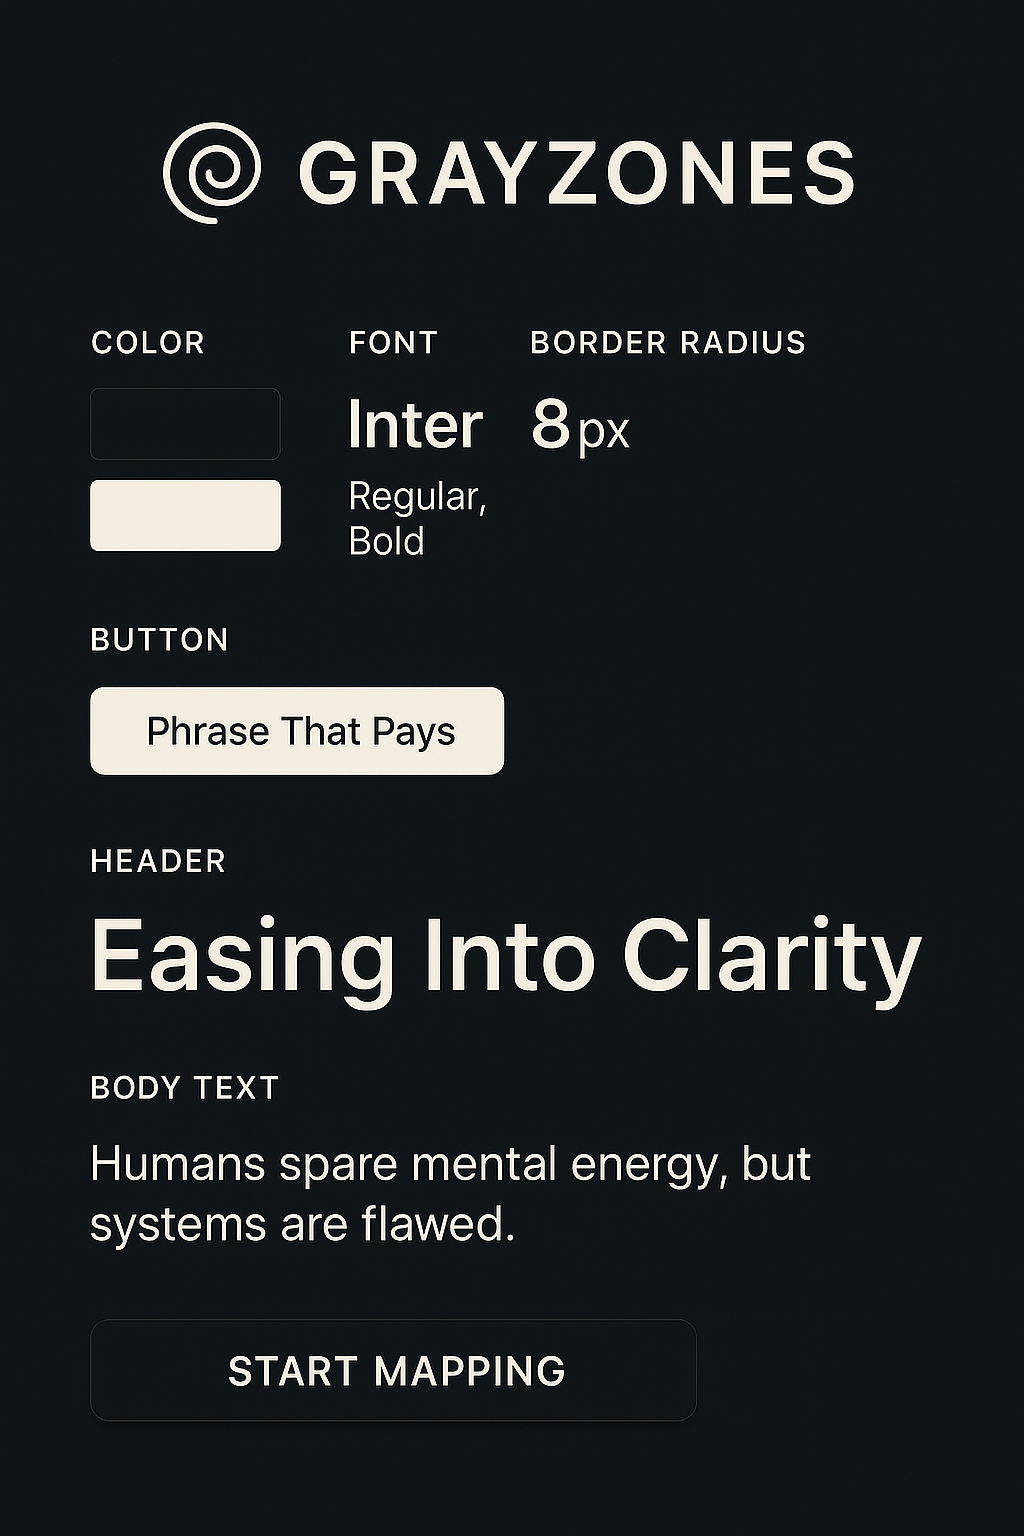 GRAYZONES
COLOR
FONT
BORDER RADIUS
Inter
8px
Regular,
Bold
BUTTON
Phrase That Pays
HEADER
Easing Into Clarity
BODY TEXT
Humans spare mental energy, but
systems are flawed.
START MAPPING